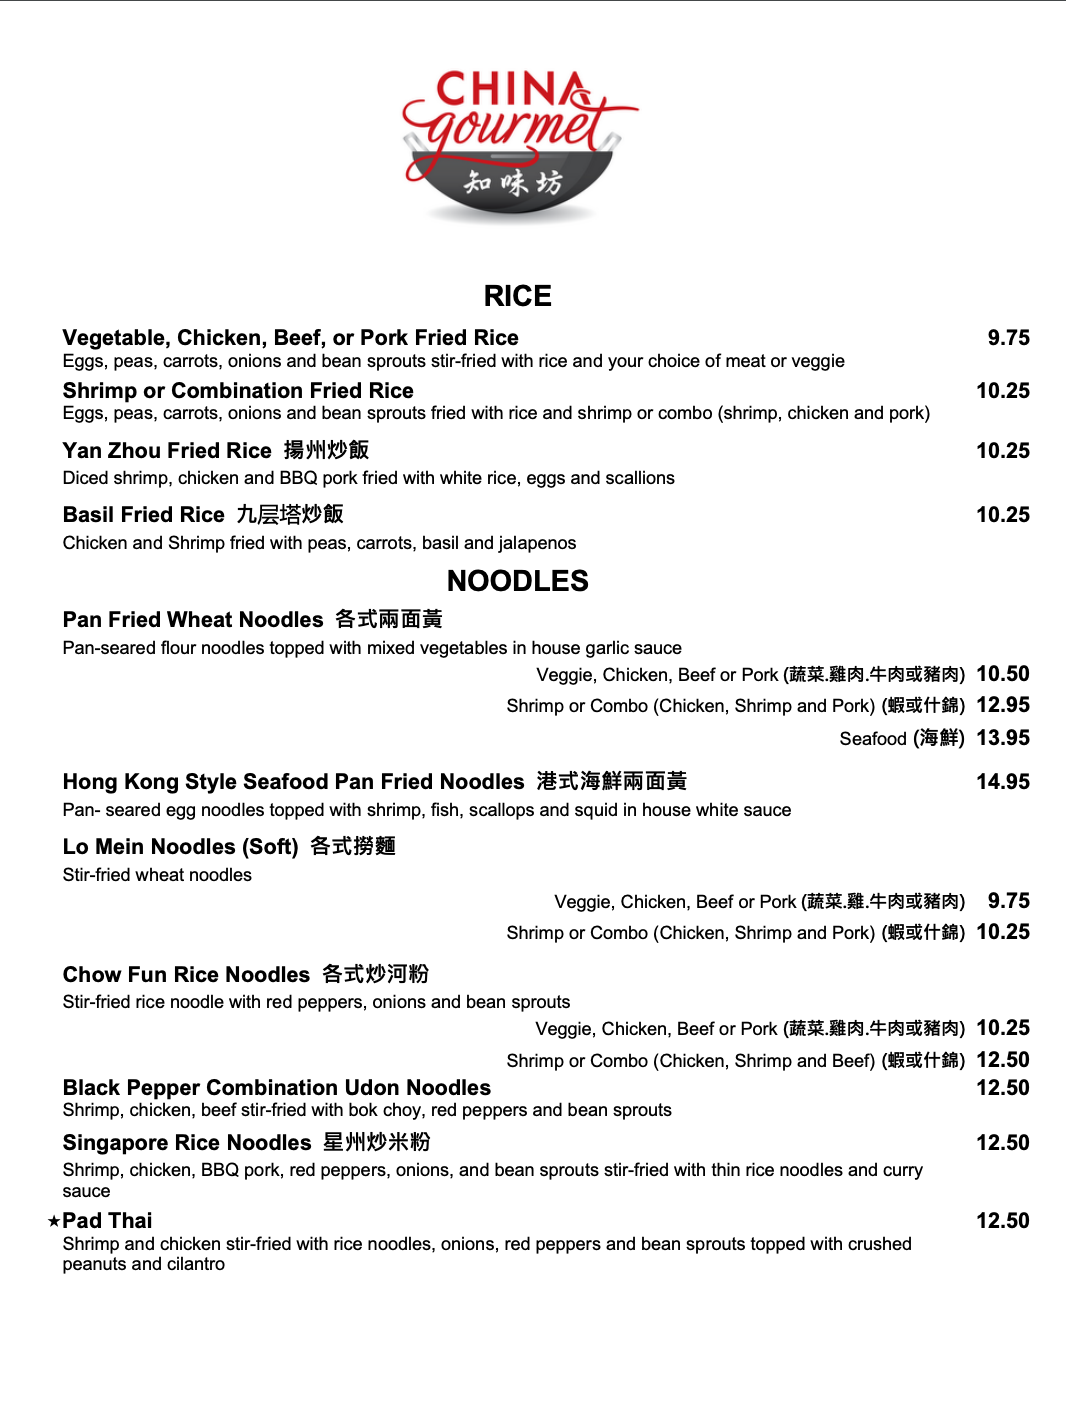 CHINA
gourmet
知味坊
RICE
Vegetable, Chicken, Beef, or Pork Fried Rice 9.75
Eggs, peas, carrots, onions and bean sprouts stir-fried with rice and your choice of meat or veggie
Shrimp or Combination Fried Rice 10.25
Eggs, peas, carrots, onions and bean sprouts fried with rice and shrimp or combo (shrimp, chicken and pork)
Yan Zhou Fried Rice 揚州炒飯 10.25
Diced shrimp, chicken and BBQ pork fried with white rice, eggs and scallions
Basil Fried Rice 九层塔炒飯 10.25
Chicken and Shrimp fried with peas, carrots, basil and jalapenos
NOODLES
Pan Fried Wheat Noodles 各式兩面黃
Pan-seared flour noodles topped with mixed vegetables in house garlic sauce
Veggie, Chicken, Beef or Pork (蔬菜.雞肉.牛肉或豬肉) 10.50
Shrimp or Combo (Chicken, Shrimp and Pork) (蝦或什錦) 12.95
Seafood (海鮮) 13.95
Hong Kong Style Seafood Pan Fried Noodles 港式海鮮兩面黃 14.95
Pan- seared egg noodles topped with shrimp, fish, scallops and squid in house white sauce
Lo Mein Noodles (Soft) 各式撈麵
Stir-fried wheat noodles
Veggie, Chicken, Beef or Pork (蔬菜.雞.牛肉或豬肉) 9.75
Shrimp or Combo (Chicken, Shrimp and Pork) (蝦或什錦) 10.25
Chow Fun Rice Noodles 各式炒河粉
Stir-fried rice noodle with red peppers, onions and bean sprouts
Veggie, Chicken, Beef or Pork (蔬菜.雞肉.牛肉或豬肉) 10.25
Shrimp or Combo (Chicken, Shrimp and Beef) (蝦或什錦) 12.50
Black Pepper Combination Udon Noodles 12.50
Shrimp, chicken, beef stir-fried with bok choy, red peppers and bean sprouts
Singapore Rice Noodles 星州炒米粉 12.50
Shrimp, chicken, BBQ pork, red peppers, onions, and bean sprouts stir-fried with thin rice noodles and curry
sauce
★Pad Thai 12.50
Shrimp and chicken stir-fried with rice noodles, onions, red peppers and bean sprouts topped with crushed
peanuts and cilantro